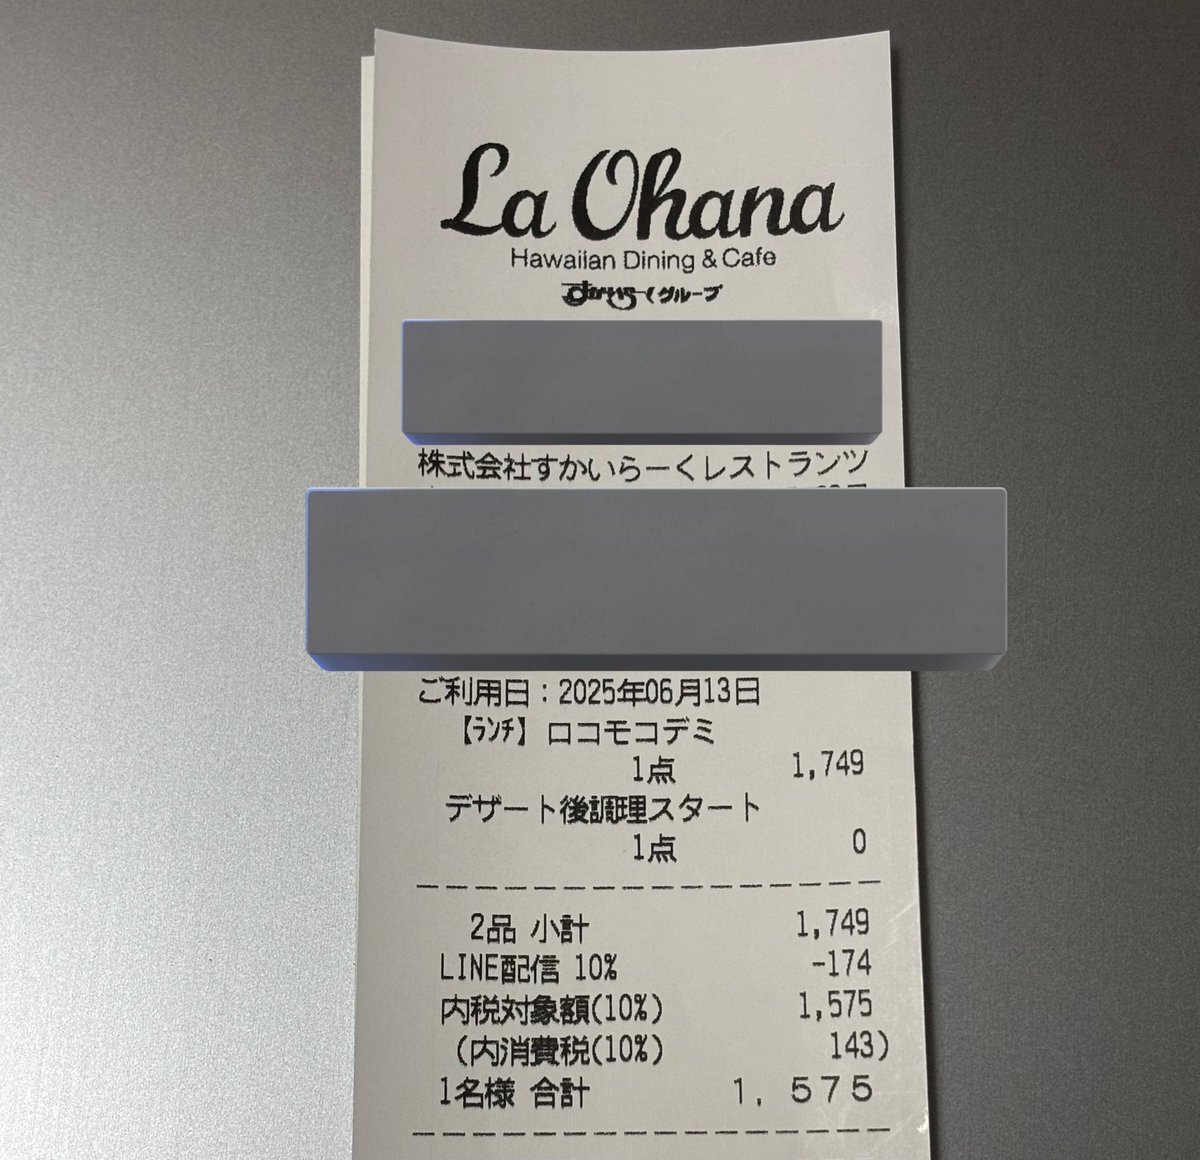 La Ohana
Hawaiian Dining & Cafe
すかいらーくグループ
株式会社すかいらーくレストランツ
ご利用日：2025年06月13日
【ﾗﾝﾁ】 ロコモコデミ
1点 1,749
デザート後調理スタート
1点 0
2品 小計 1,749
LINE配信 10% -174
内税対象額(10%) 1,575
(内消費税(10%) 143)
1名様 合計 1,575